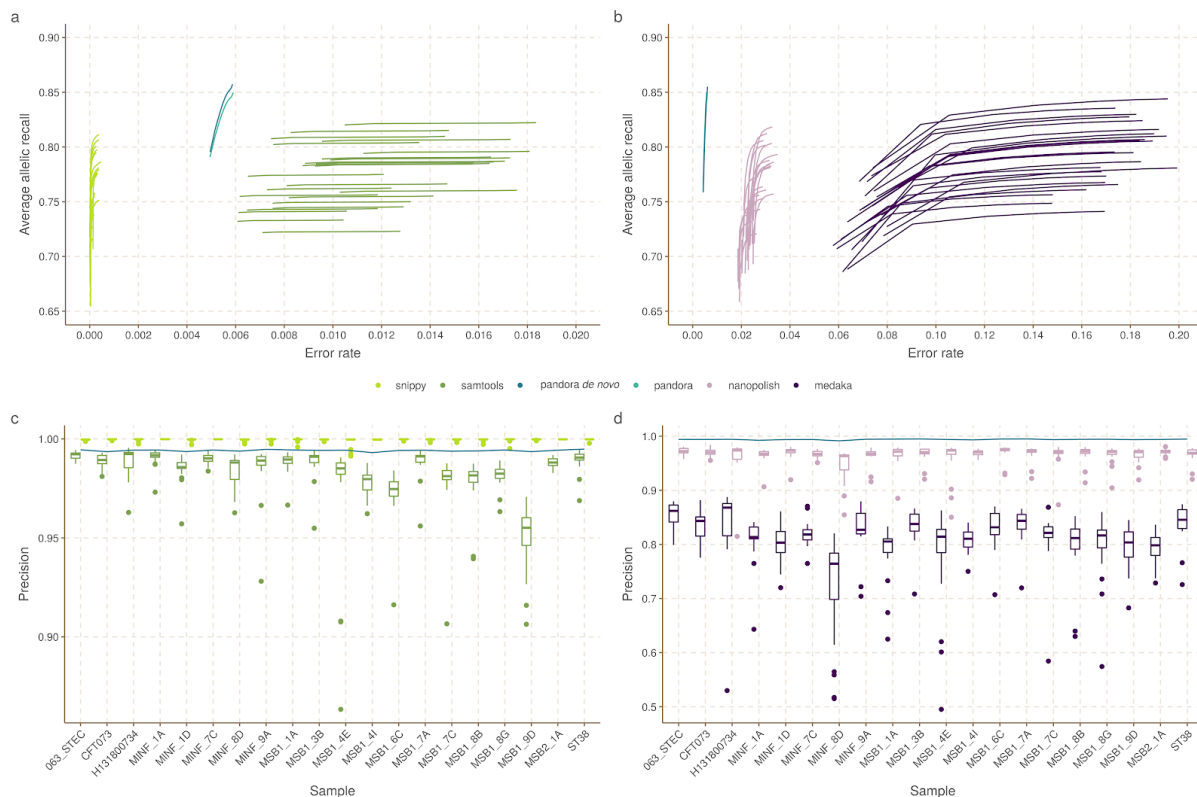 a
0.90
0.85
0.80
0.75
0.70
0.65
Average allelic recall
0.000 0.002 0.004 0.006 0.008 0.010 0.012 0.014 0.016 0.018 0.020
Error rate
b
0.90
0.85
0.80
0.75
0.70
0.65
Average allelic recall
0.00 0.02 0.04 0.06 0.08 0.10 0.12 0.14 0.16 0.18 0.20
Error rate
snippy samtools pandora de novo pandora nanopolish medaka
c
1.00
0.95
0.90
Precision
063_STEC CFT073 H131800734 MINF_1A MINF_1D MINF_7C MINF_8D MINF_9A MSB1_1A MSB1_3B MSB1_4E MSB1_4I MSB1_6C MSB1_7A MSB1_7C MSB1_8B MSB1_8G MSB1_9D MSB2_1A ST38
Sample
d
1.0
0.9
0.8
0.7
0.6
0.5
Precision
063_STEC CFT073 H131800734 MINF_1A MINF_1D MINF_7C MINF_8D MINF_9A MSB1_1A MSB1_3B MSB1_4E MSB1_4I MSB1_6C MSB1_7A MSB1_7C MSB1_8B MSB1_8G MSB1_9D MSB2_1A ST38
Sample